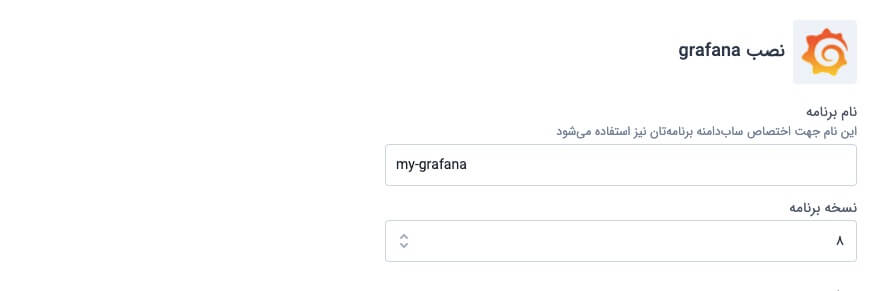 نصب grafana
نام برنامه
این نام جهت اختصاص ساب‌دامنه برنامه‌تان نیز استفاده می‌شود
my-grafana
نسخه برنامه
۸